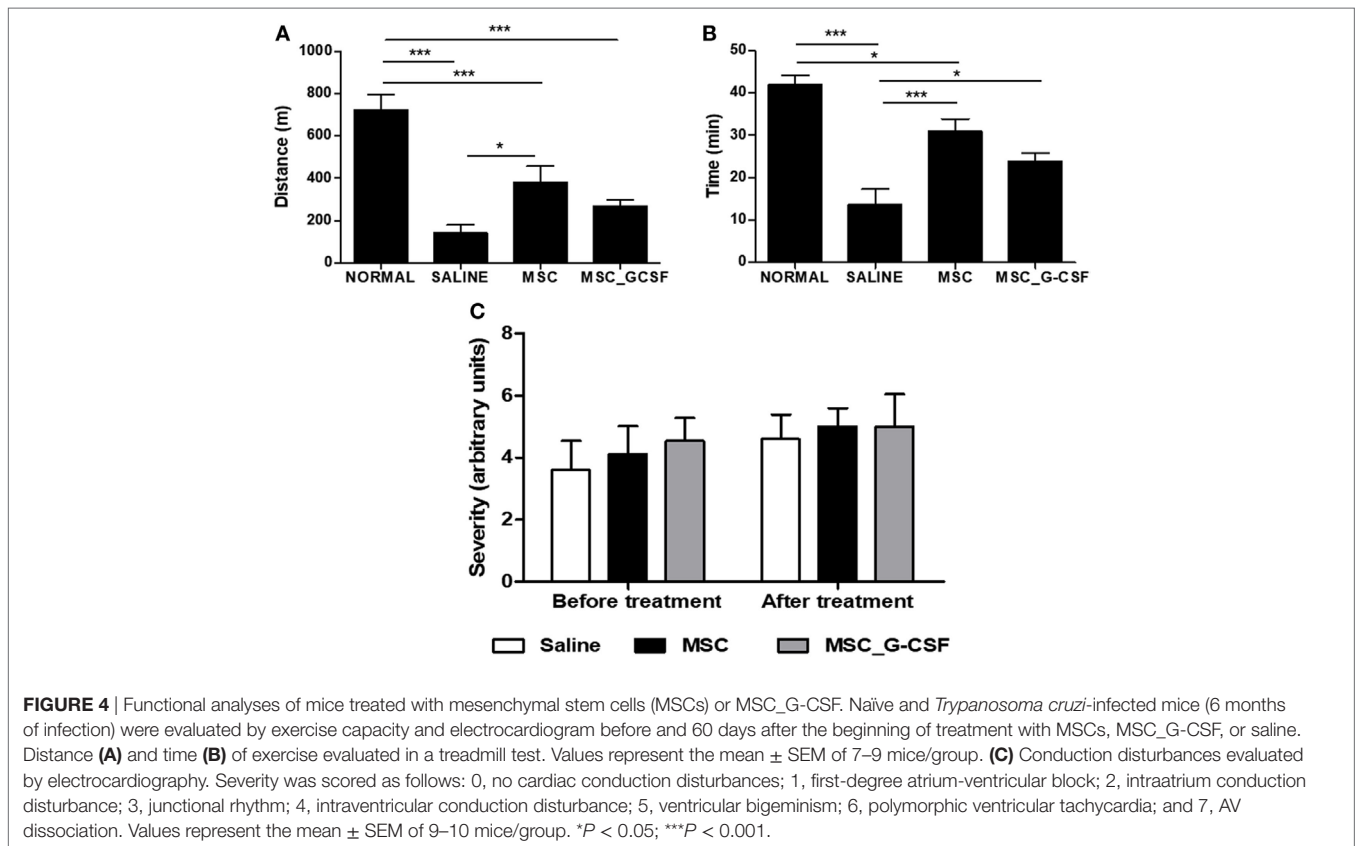 A
***
***
***
*
Distance (m)
1000
800
600
400
200
0
NORMAL SALINE MSC MSC_GCSF
B
***
*
*
***
Time (min)
50
40
30
20
10
0
NORMAL SALINE MSC MSC_G-CSF
C
Severity (arbitrary units)
8
6
4
2
0
Before treatment After treatment
Saline MSC MSC_G-CSF
FIGURE 4 | Functional analyses of mice treated with mesenchymal stem cells (MSCs) or MSC_G-CSF. Naïve and Trypanosoma cruzi-infected mice (6 months
of infection) were evaluated by exercise capacity and electrocardiogram before and 60 days after the beginning of treatment with MSCs, MSC_G-CSF, or saline.
Distance (A) and time (B) of exercise evaluated in a treadmill test. Values represent the mean ± SEM of 7–9 mice/group. (C) Conduction disturbances evaluated
by electrocardiography. Severity was scored as follows: 0, no cardiac conduction disturbances; 1, first-degree atrium-ventricular block; 2, intraatrium conduction
disturbance; 3, junctional rhythm; 4, intraventricular conduction disturbance; 5, ventricular bigeminism; 6, polymorphic ventricular tachycardia; and 7, AV
dissociation. Values represent the mean ± SEM of 9–10 mice/group. *P < 0.05; ***P < 0.001.